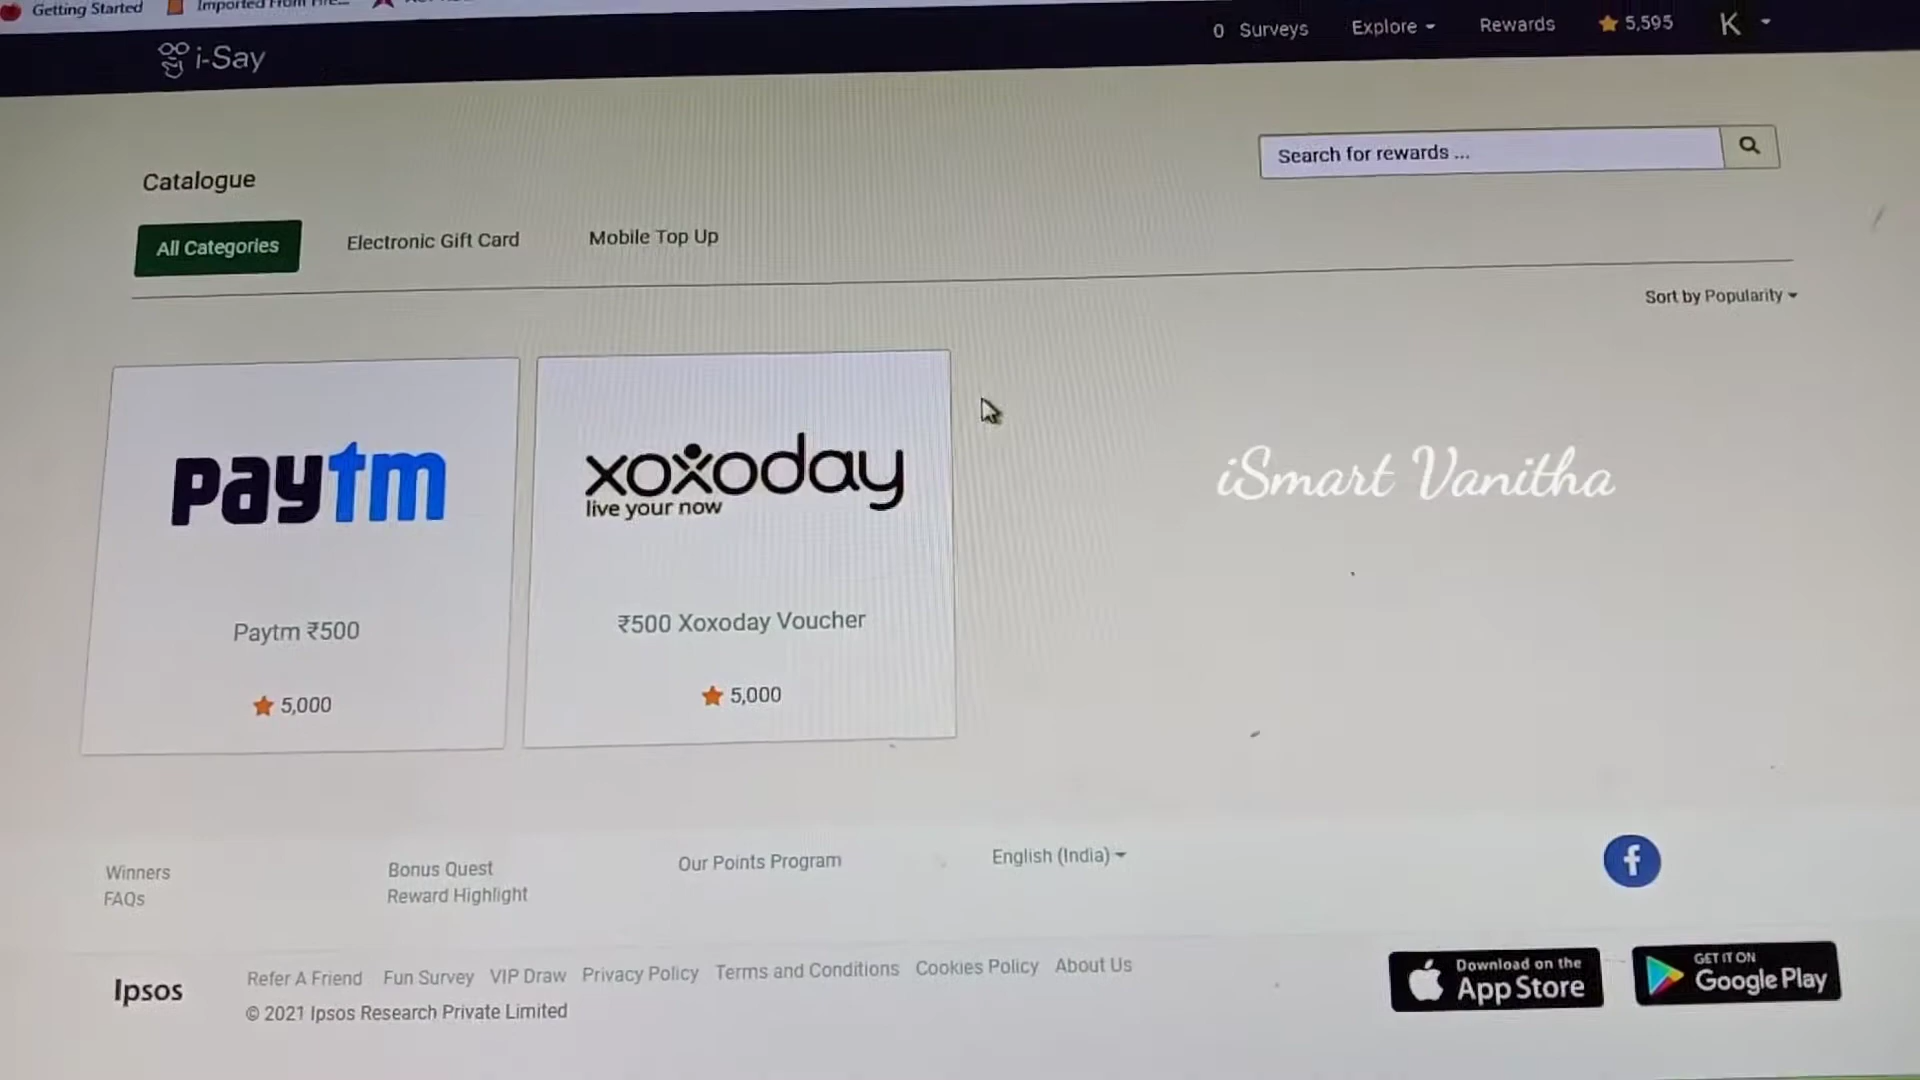 Getting Started
Imported From
i-Say
0 Surveys
Explore
Rewards
5,595
K
Search for rewards ...
Catalogue
All Categories
Electronic Gift Card
Mobile Top Up
Sort by Popularity
paytm
xoxoday
live your now
iSmart Vanitha
Paytm ₹500
₹500 Xoxoday Voucher
5,000
5,000
Winners
FAQs
Bonus Quest
Reward Highlight
Our Points Program
English (India)
f
Ipsos
Refer A Friend Fun Survey VIP Draw Privacy Policy Terms and Conditions Cookies Policy About Us
© 2021 Ipsos Research Private Limited
Download on the
App Store
GET IT ON
Google Play